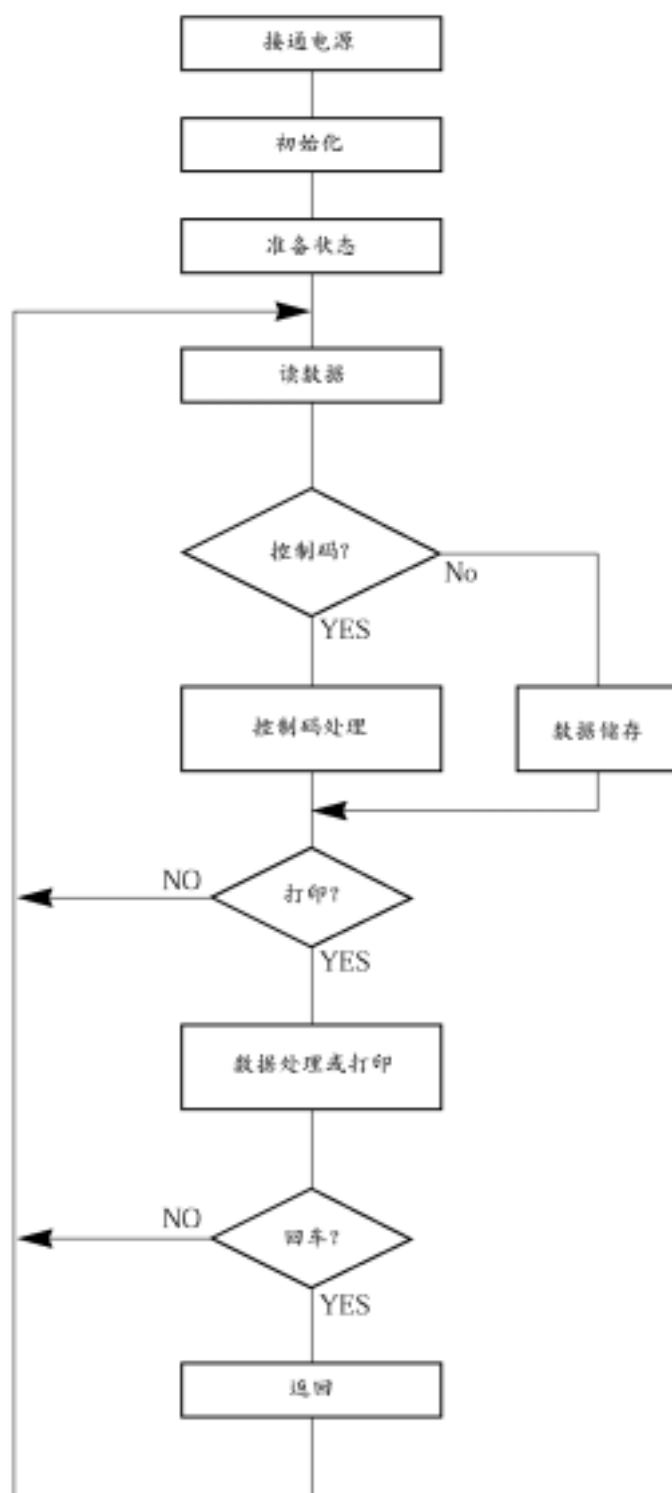 接通电源
初始化
准备状态
读数据
控制码?
No
YES
控制码处理
数据储存
NO
打印?
YES
数据处理或打印
NO
回车?
YES
返回